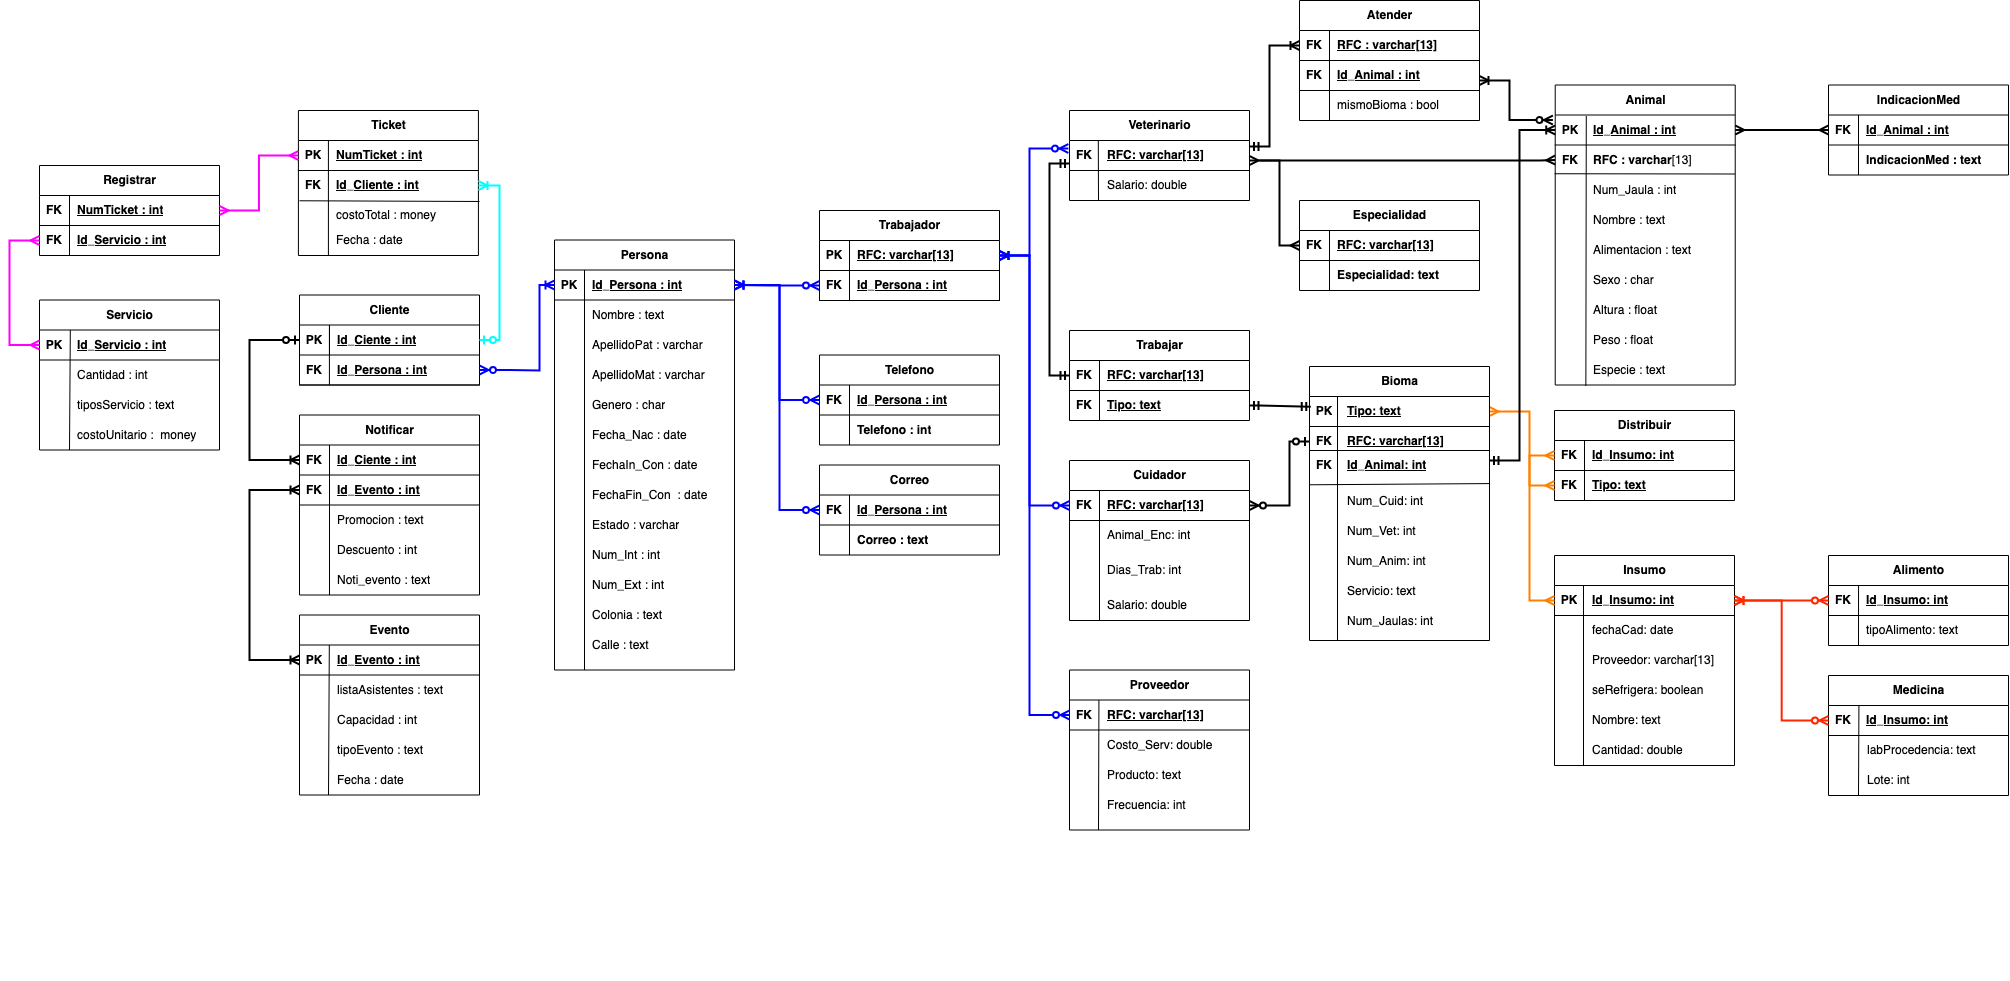 Registrar
FK NumTicket : int
FK Id_Servicio : int
Servicio
PK Id_Servicio : int
Cantidad : int
tiposServicio : text
costoUnitario :  money
Ticket
PK NumTicket : int
FK Id_Cliente : int
costoTotal : money
Fecha : date
Cliente
PK Id_Ciente : int
FK Id_Persona : int
Notificar
FK Id_Ciente : int
FK Id_Evento : int
Promocion : text
Descuento : int
Noti_evento : text
Evento
PK Id_Evento : int
listaAsistentes : text
Capacidad : int
tipoEvento : text
Fecha : date
Persona
PK Id_Persona : int
Nombre : text
ApellidoPat : varchar
ApellidoMat : varchar
Genero : char
Fecha_Nac : date
FechaIn_Con : date
FechaFin_Con  : date
Estado : varchar
Num_Int : int
Num_Ext : int
Colonia : text
Calle : text
Trabajador
PK RFC: varchar[13]
FK Id_Persona : int
Telefono
FK Id_Persona : int
Telefono : int
Correo
FK Id_Persona : int
Correo : text
Veterinario
FK RFC: varchar[13]
Salario: double
Trabajar
FK RFC: varchar[13]
FK Tipo: text
Cuidador
FK RFC: varchar[13]
Animal_Enc: int
Dias_Trab: int
Salario: double
Proveedor
FK RFC: varchar[13]
Costo_Serv: double
Producto: text
Frecuencia: int
Atender
FK RFC : varchar[13]
FK Id_Animal : int
mismoBioma : bool
Especialidad
FK RFC: varchar[13]
Especialidad: text
Bioma
PK Tipo: text
FK RFC: varchar[13]
FK Id_Animal: int
Num_Cuid: int
Num_Vet: int
Num_Anim: int
Servicio: text
Num_Jaulas: int
Animal
PK Id_Animal : int
FK RFC : varchar[13]
Num_Jaula : int
Nombre : text
Alimentacion : text
Sexo : char
Altura : float
Peso : float
Especie : text
Distribuir
FK Id_Insumo: int
FK Tipo: text
Insumo
PK Id_Insumo: int
fechaCad: date
Proveedor: varchar[13]
seRefrigera: boolean
Nombre: text
Cantidad: double
IndicacionMed
FK Id_Animal : int
IndicacionMed : text
Alimento
FK Id_Insumo: int
tipoAlimento: text
Medicina
FK Id_Insumo: int
labProcedencia: text
Lote: int